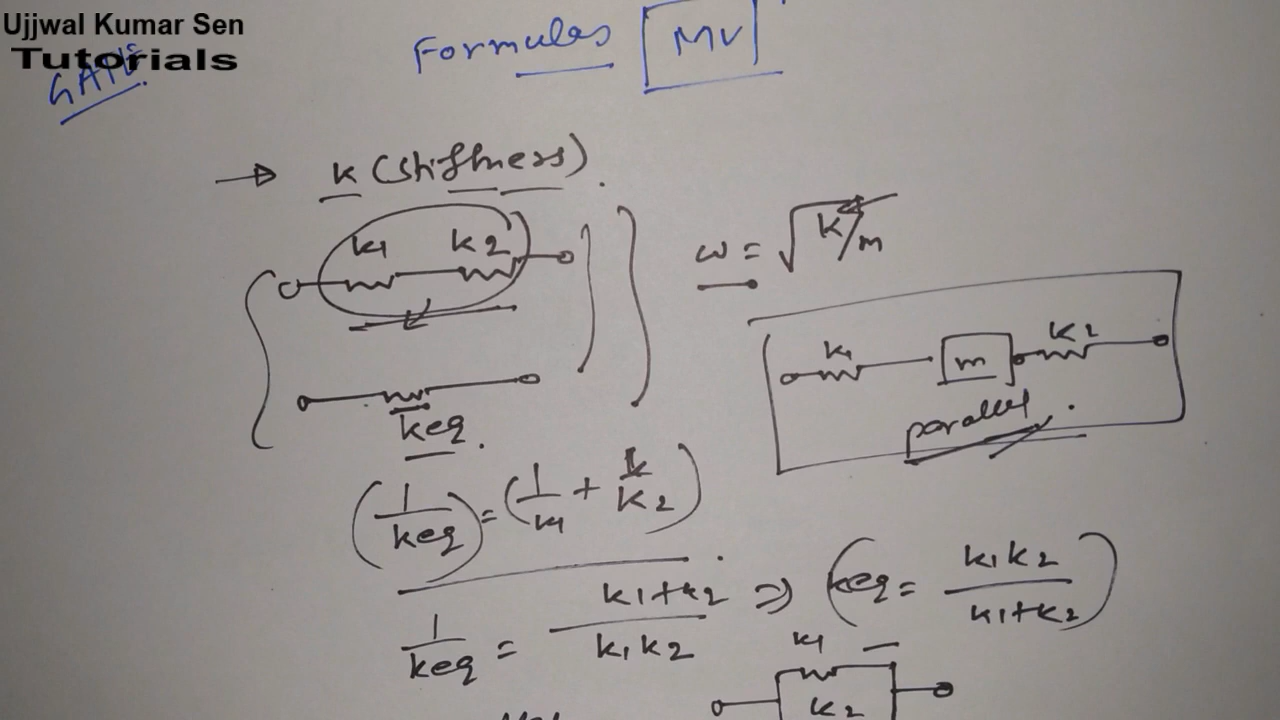 Ujjwal Kumar Sen
Tutorials
GATE
Formulas MV
→ k (stiffness).
k1 k2
ω = √k/m
k1 m k2
parallel.
keq.
(1/keq) = (1/k1 + 1/k2)
1/keq = k1+k2/k1k2 ⇒ (keq = k1k2/k1+k2)
k1
k2